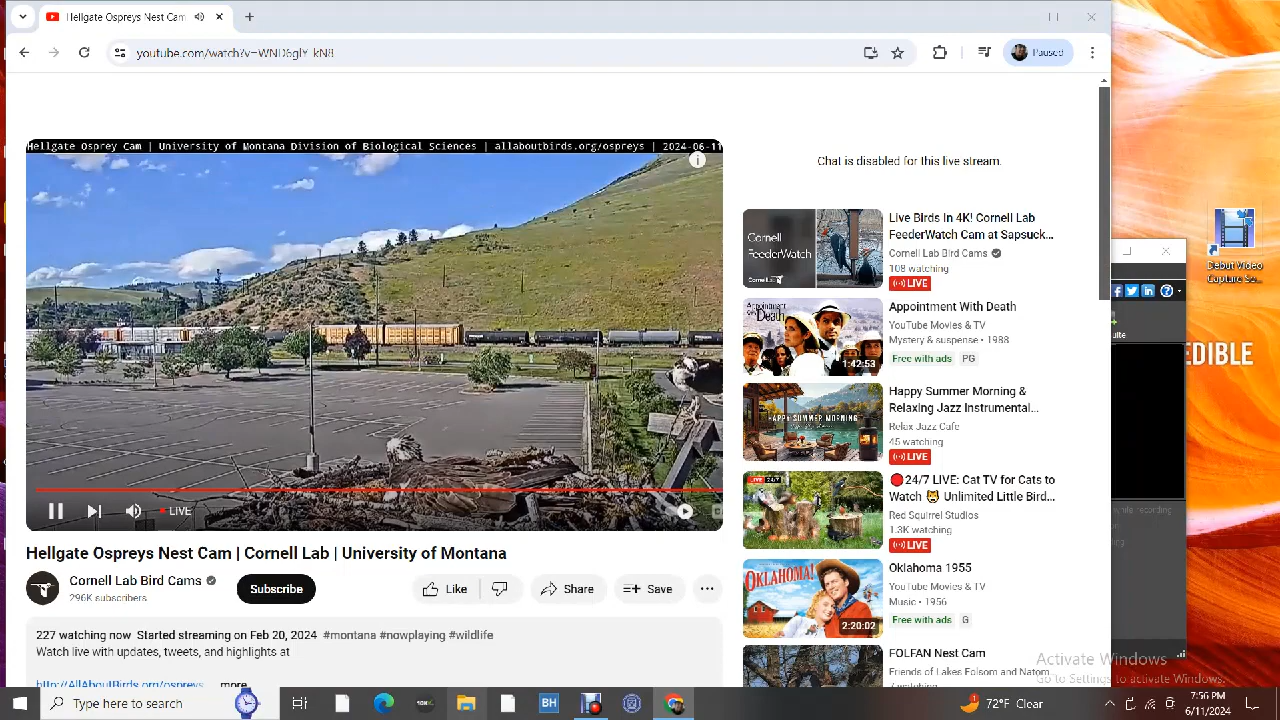 Hellgate Ospreys Nest Cam
youtube.com/watch?v=WND6glY_kN8
Paused
Hellgate Osprey Cam | University of Montana Division of Biological Sciences | allaboutbirds.org/ospreys | 2024-06-11
LIVE
Hellgate Ospreys Nest Cam | Cornell Lab | University of Montana
Cornell Lab Bird Cams
296K subscribers
Subscribe
Like
Share
Save
227 watching now Started streaming on Feb 20, 2024 #montana #nowplaying #wildlife
Watch live with updates, tweets, and highlights at
http://AllAboutBirds.org/ospreys ...more
Chat is disabled for this live stream.
Cornell
FeederWatch
Live Birds In 4K! Cornell Lab
FeederWatch Cam at Sapsuck...
Cornell Lab Bird Cams
108 watching
LIVE
Appointment
Death
1:42:53
Appointment With Death
YouTube Movies & TV
Mystery & suspense • 1988
Free with ads PG
HAPPY SUMMER MORNING
Happy Summer Morning &
Relaxing Jazz Instrumental...
Relax Jazz Cafe
45 watching
LIVE
LIVE 24/7
24/7 LIVE: Cat TV for Cats to
Watch 😺 Unlimited Little Bird...
Red Squirrel Studios
1.3K watching
LIVE
OKLAHOMA!
2:20:02
Oklahoma 1955
YouTube Movies & TV
Music • 1956
Free with ads G
FOLFAN Nest Cam
Friends of Lakes Folsom and Natom...
Debut Video
Capture So...
uite
EDIBLE
while recording
Activate Windows
Go to Settings to activate Windows.
Type here to search
BH
72°F Clear
7:56 PM
6/11/2024